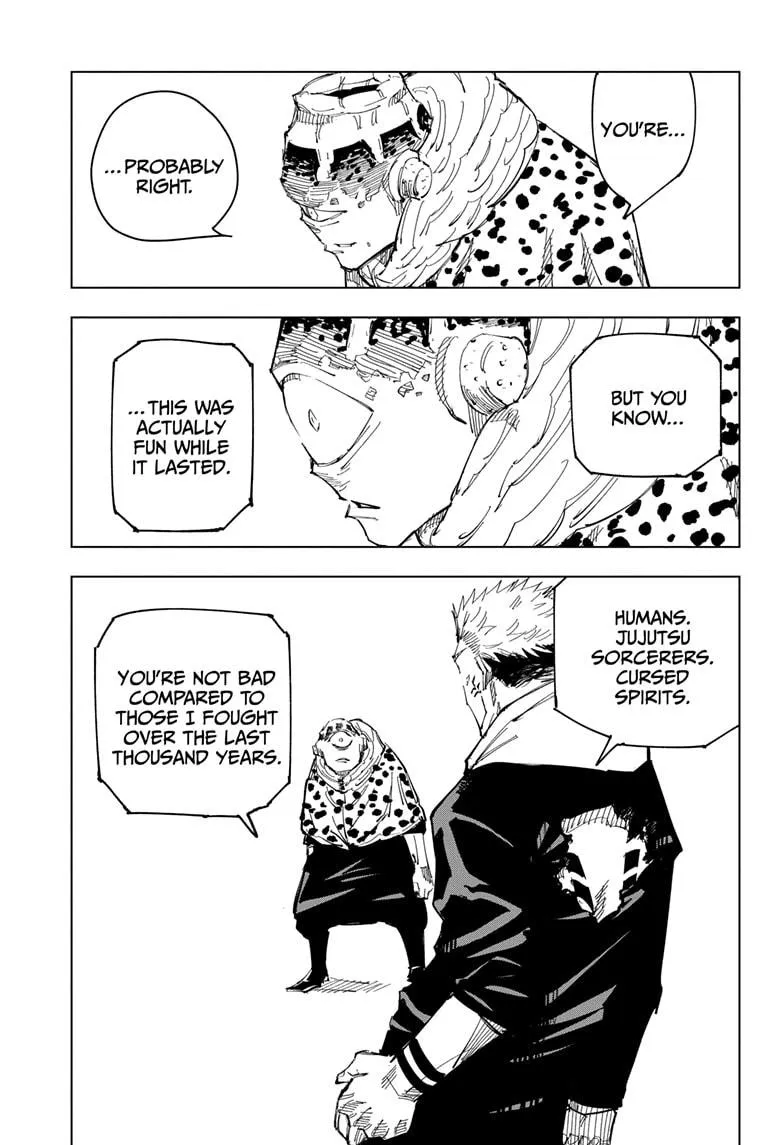 YOU'RE...
...PROBABLY
RIGHT.
BUT YOU
KNOW...
...THIS WAS
ACTUALLY
FUN WHILE
IT LASTED.
HUMANS.
JUJUTSU
SORCERERS.
CURSED
SPIRITS.
YOU'RE NOT BAD
COMPARED TO
THOSE I FOUGHT
OVER THE LAST
THOUSAND YEARS.